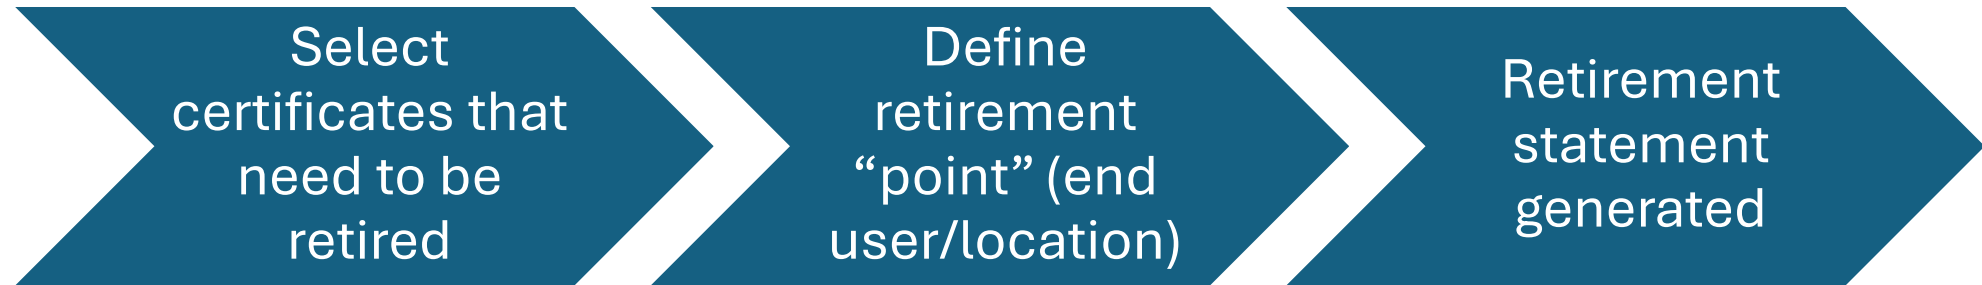 Select
certificates that
need to be
retired
Define
retirement
“point” (end
user/location)
Retirement
statement
generated